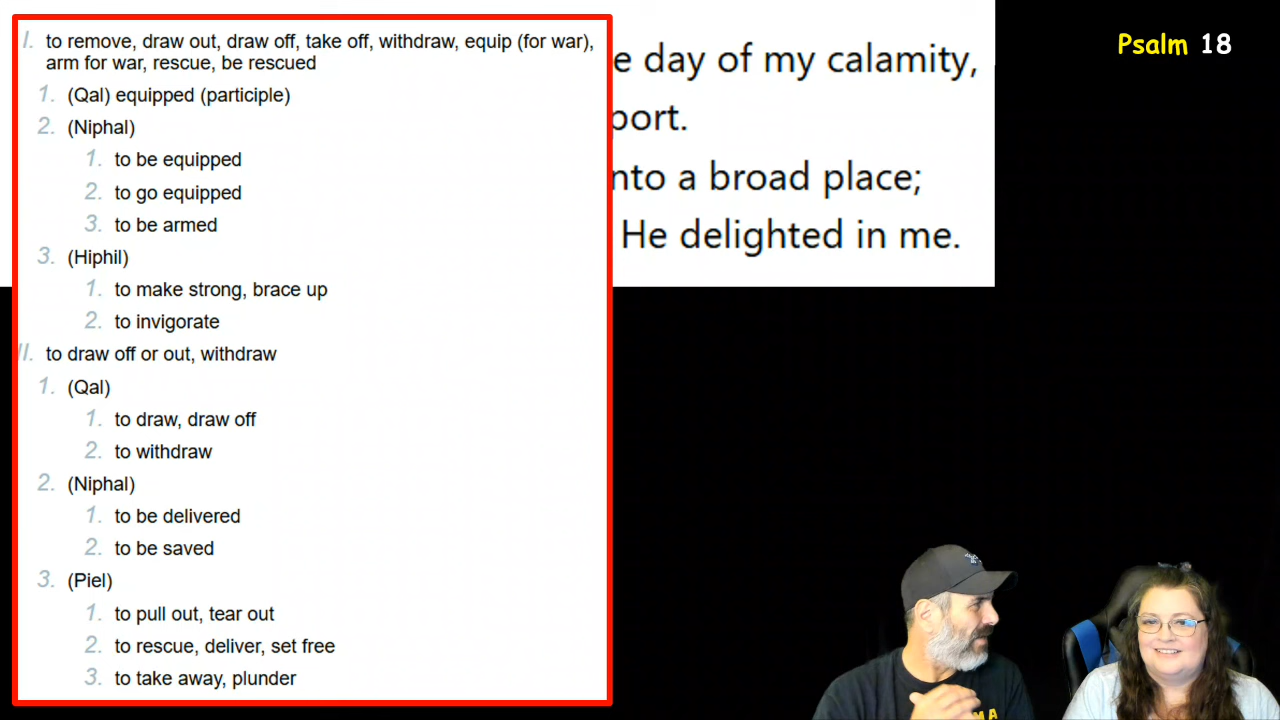 I. to remove, draw out, draw off, take off, withdraw, equip (for war),
arm for war, rescue, be rescued
1. (Qal) equipped (participle)
2. (Niphal)
1. to be equipped
2. to go equipped
3. to be armed
3. (Hiphil)
1. to make strong, brace up
2. to invigorate
II. to draw off or out, withdraw
1. (Qal)
1. to draw, draw off
2. to withdraw
2. (Niphal)
1. to be delivered
2. to be saved
3. (Piel)
1. to pull out, tear out
2. to rescue, deliver, set free
3. to take away, plunder
day of my calamity,
a broad place;
He delighted in me.
Psalm 18